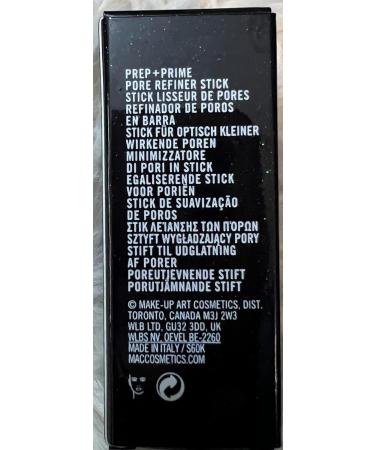 PREP+PRIME
PORE REFINER STICK
STICK LISSEUR DE PORES
REFINADOR DE POROS
EN BARRA
STICK FÜR OPTISCH KLEINER
WIRKENDE POREN
MINIMIZZATORE
DI PORI IN STICK
EGALISERENDE STICK
VOOR PORIËN
STICK DE SUAVIZAÇÃO
DE POROS
ΣΤΙΚ ΛΕΙΑΝΣΗΣ ΤΩΝ ΠΟΡΩΝ
SZTYFT WYGŁADZAJĄCY PORY
STIFT TIL UDGLATNING
AF PORER
POREUTJEVNENDE STIFT
PORUTJÄMNANDE STIFT
© MAKE-UP ART COSMETICS, DIST.
TORONTO, CANADA M3J 2W3
WLB LTD, GU32 3DD, UK
WLBS NV. OEVEL BE-2260
MADE IN ITALY / S60K
MACCOSMETICS.COM